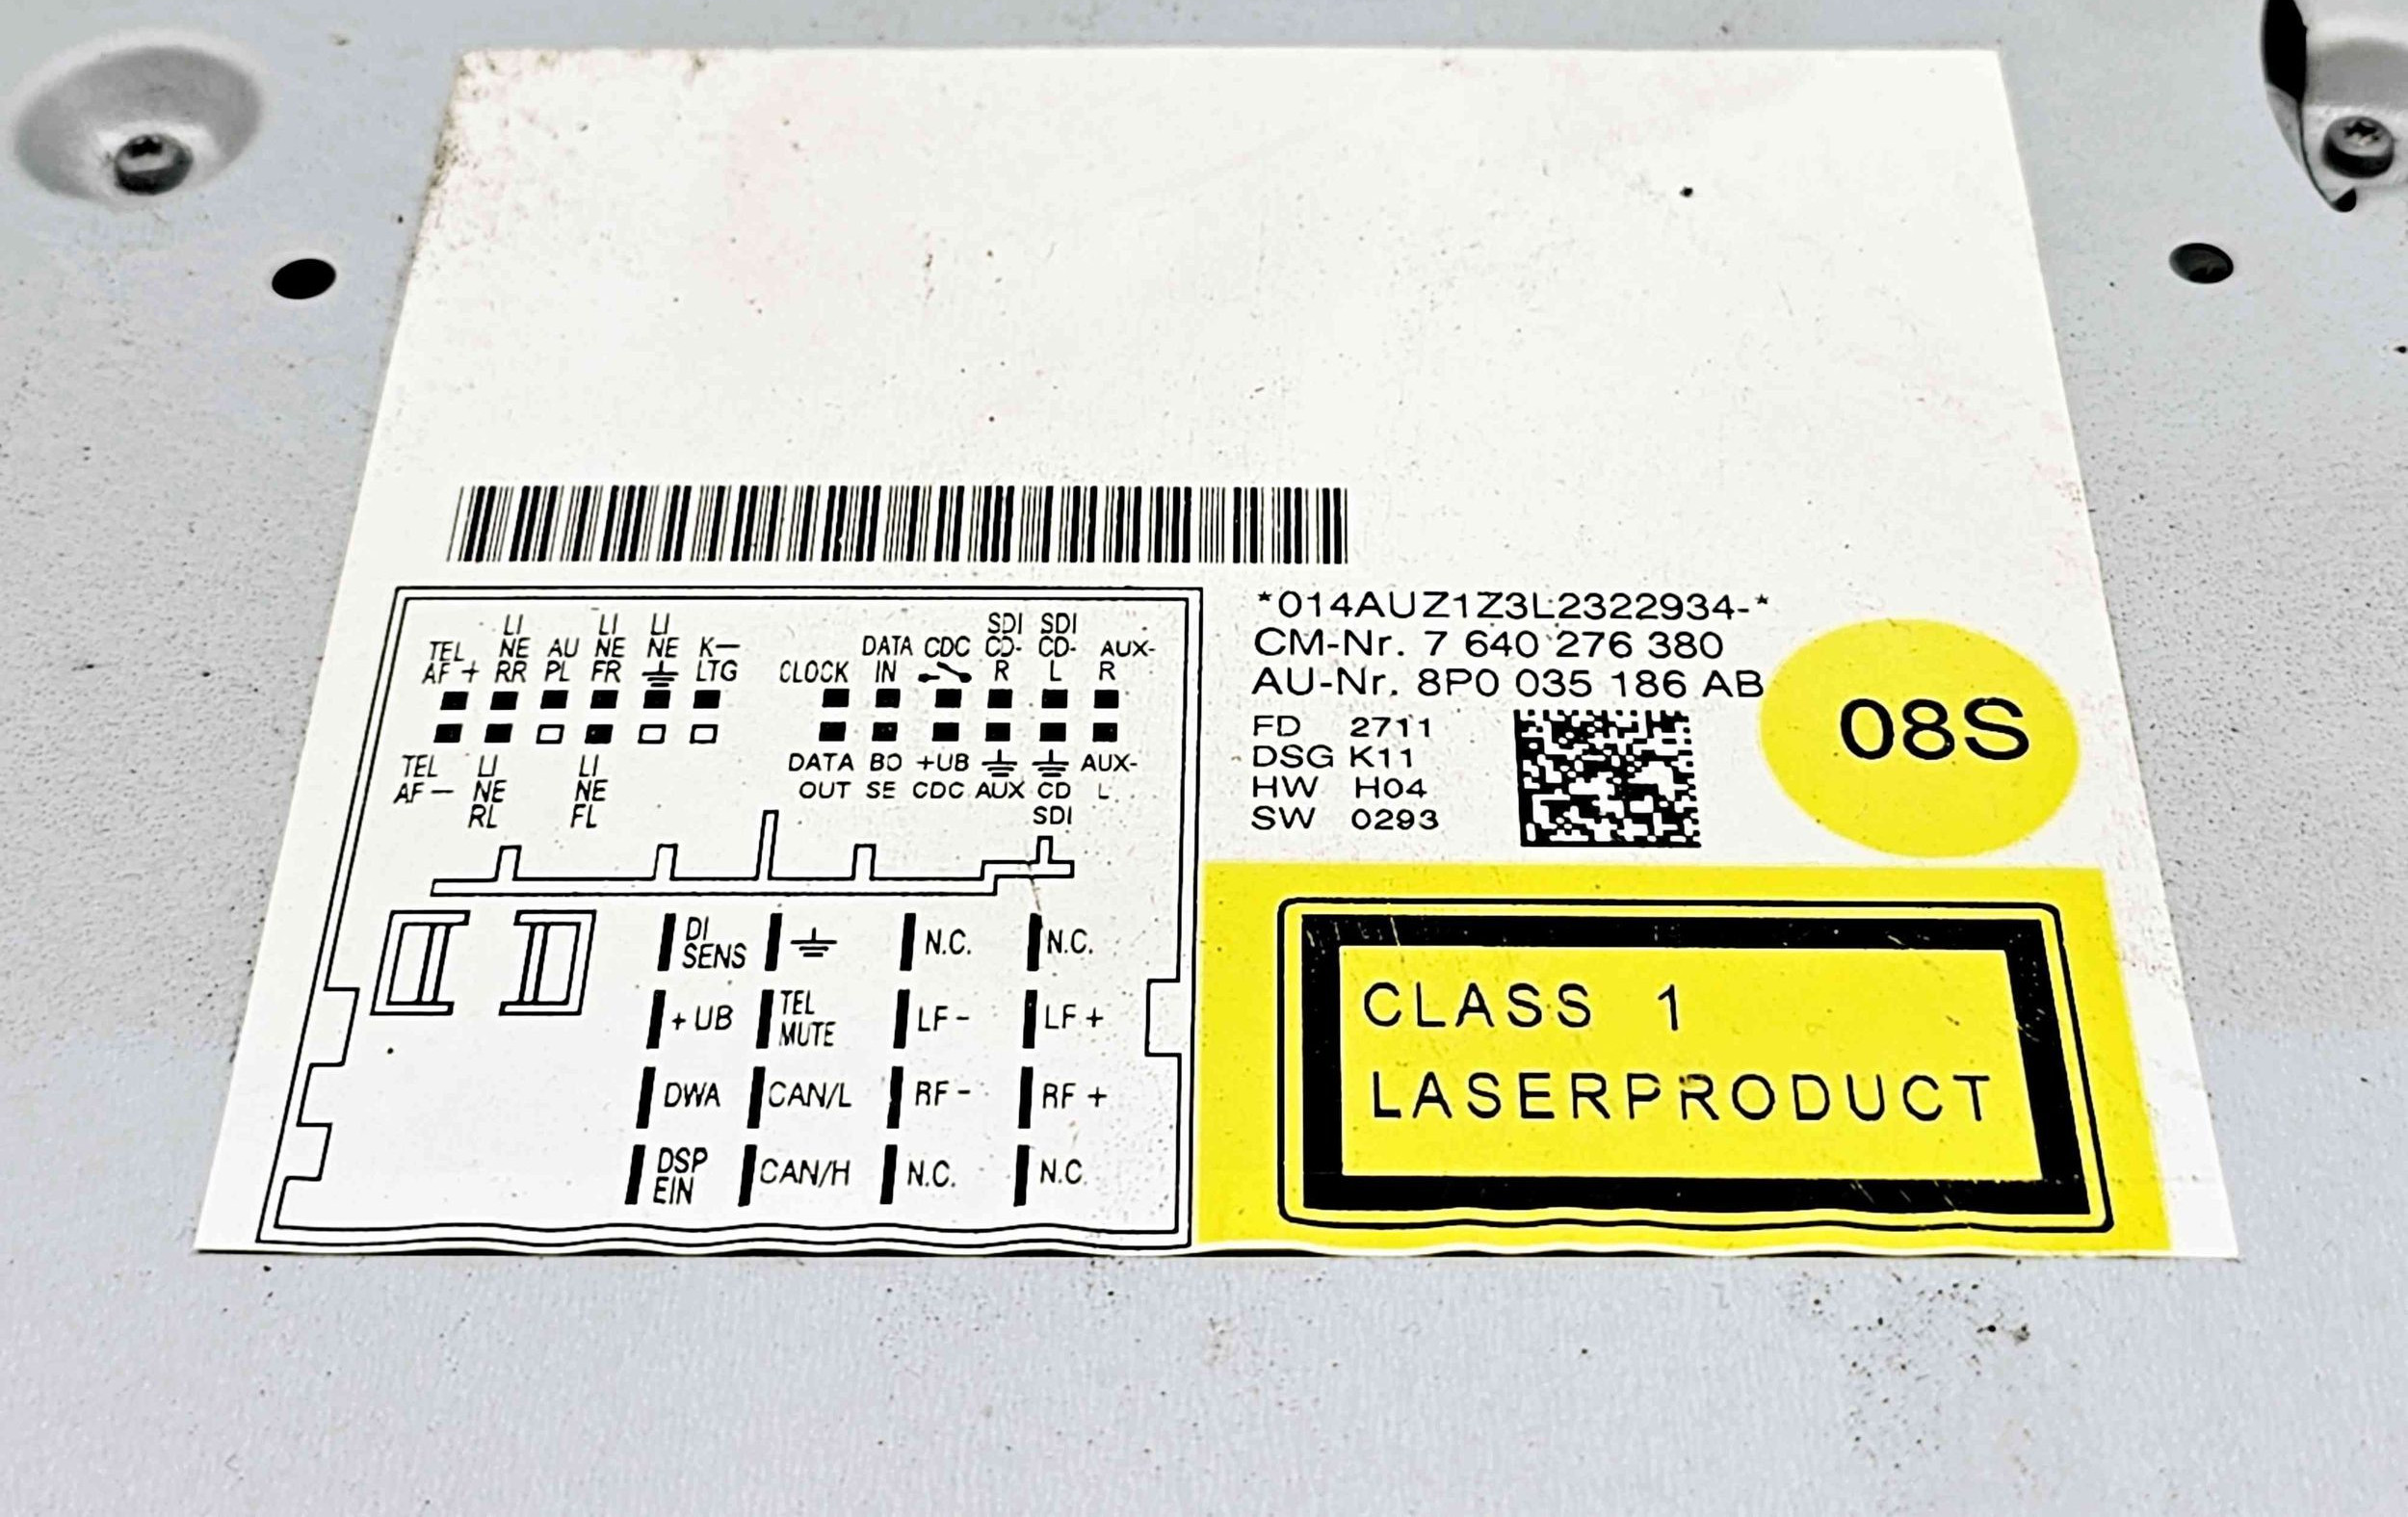 *014AUZ1Z3L2322934-*
CM-Nr. 7 640 276 380
AU-Nr. 8P0 035 186 AB
FD 2711
DSG K11
HW H04
SW 0293
08S
TEL AF +
LI NE RR
AU PL
LI NE FR
LI NE
K— LTG
CLOCK
DATA IN
CDC
SDI CD- R
SDI CD- L
AUX- R
TEL AF —
LI NE RL
LI NE FL
DATA OUT
BO SE
+UB CDC
AUX
CD SDI
AUX- L
DI SENS
N.C.
N.C.
+ UB
TEL MUTE
LF -
LF +
DWA
CAN/L
RF -
RF +
DSP EIN
CAN/H
N.C.
N.C.
CLASS 1
LASERPRODUCT